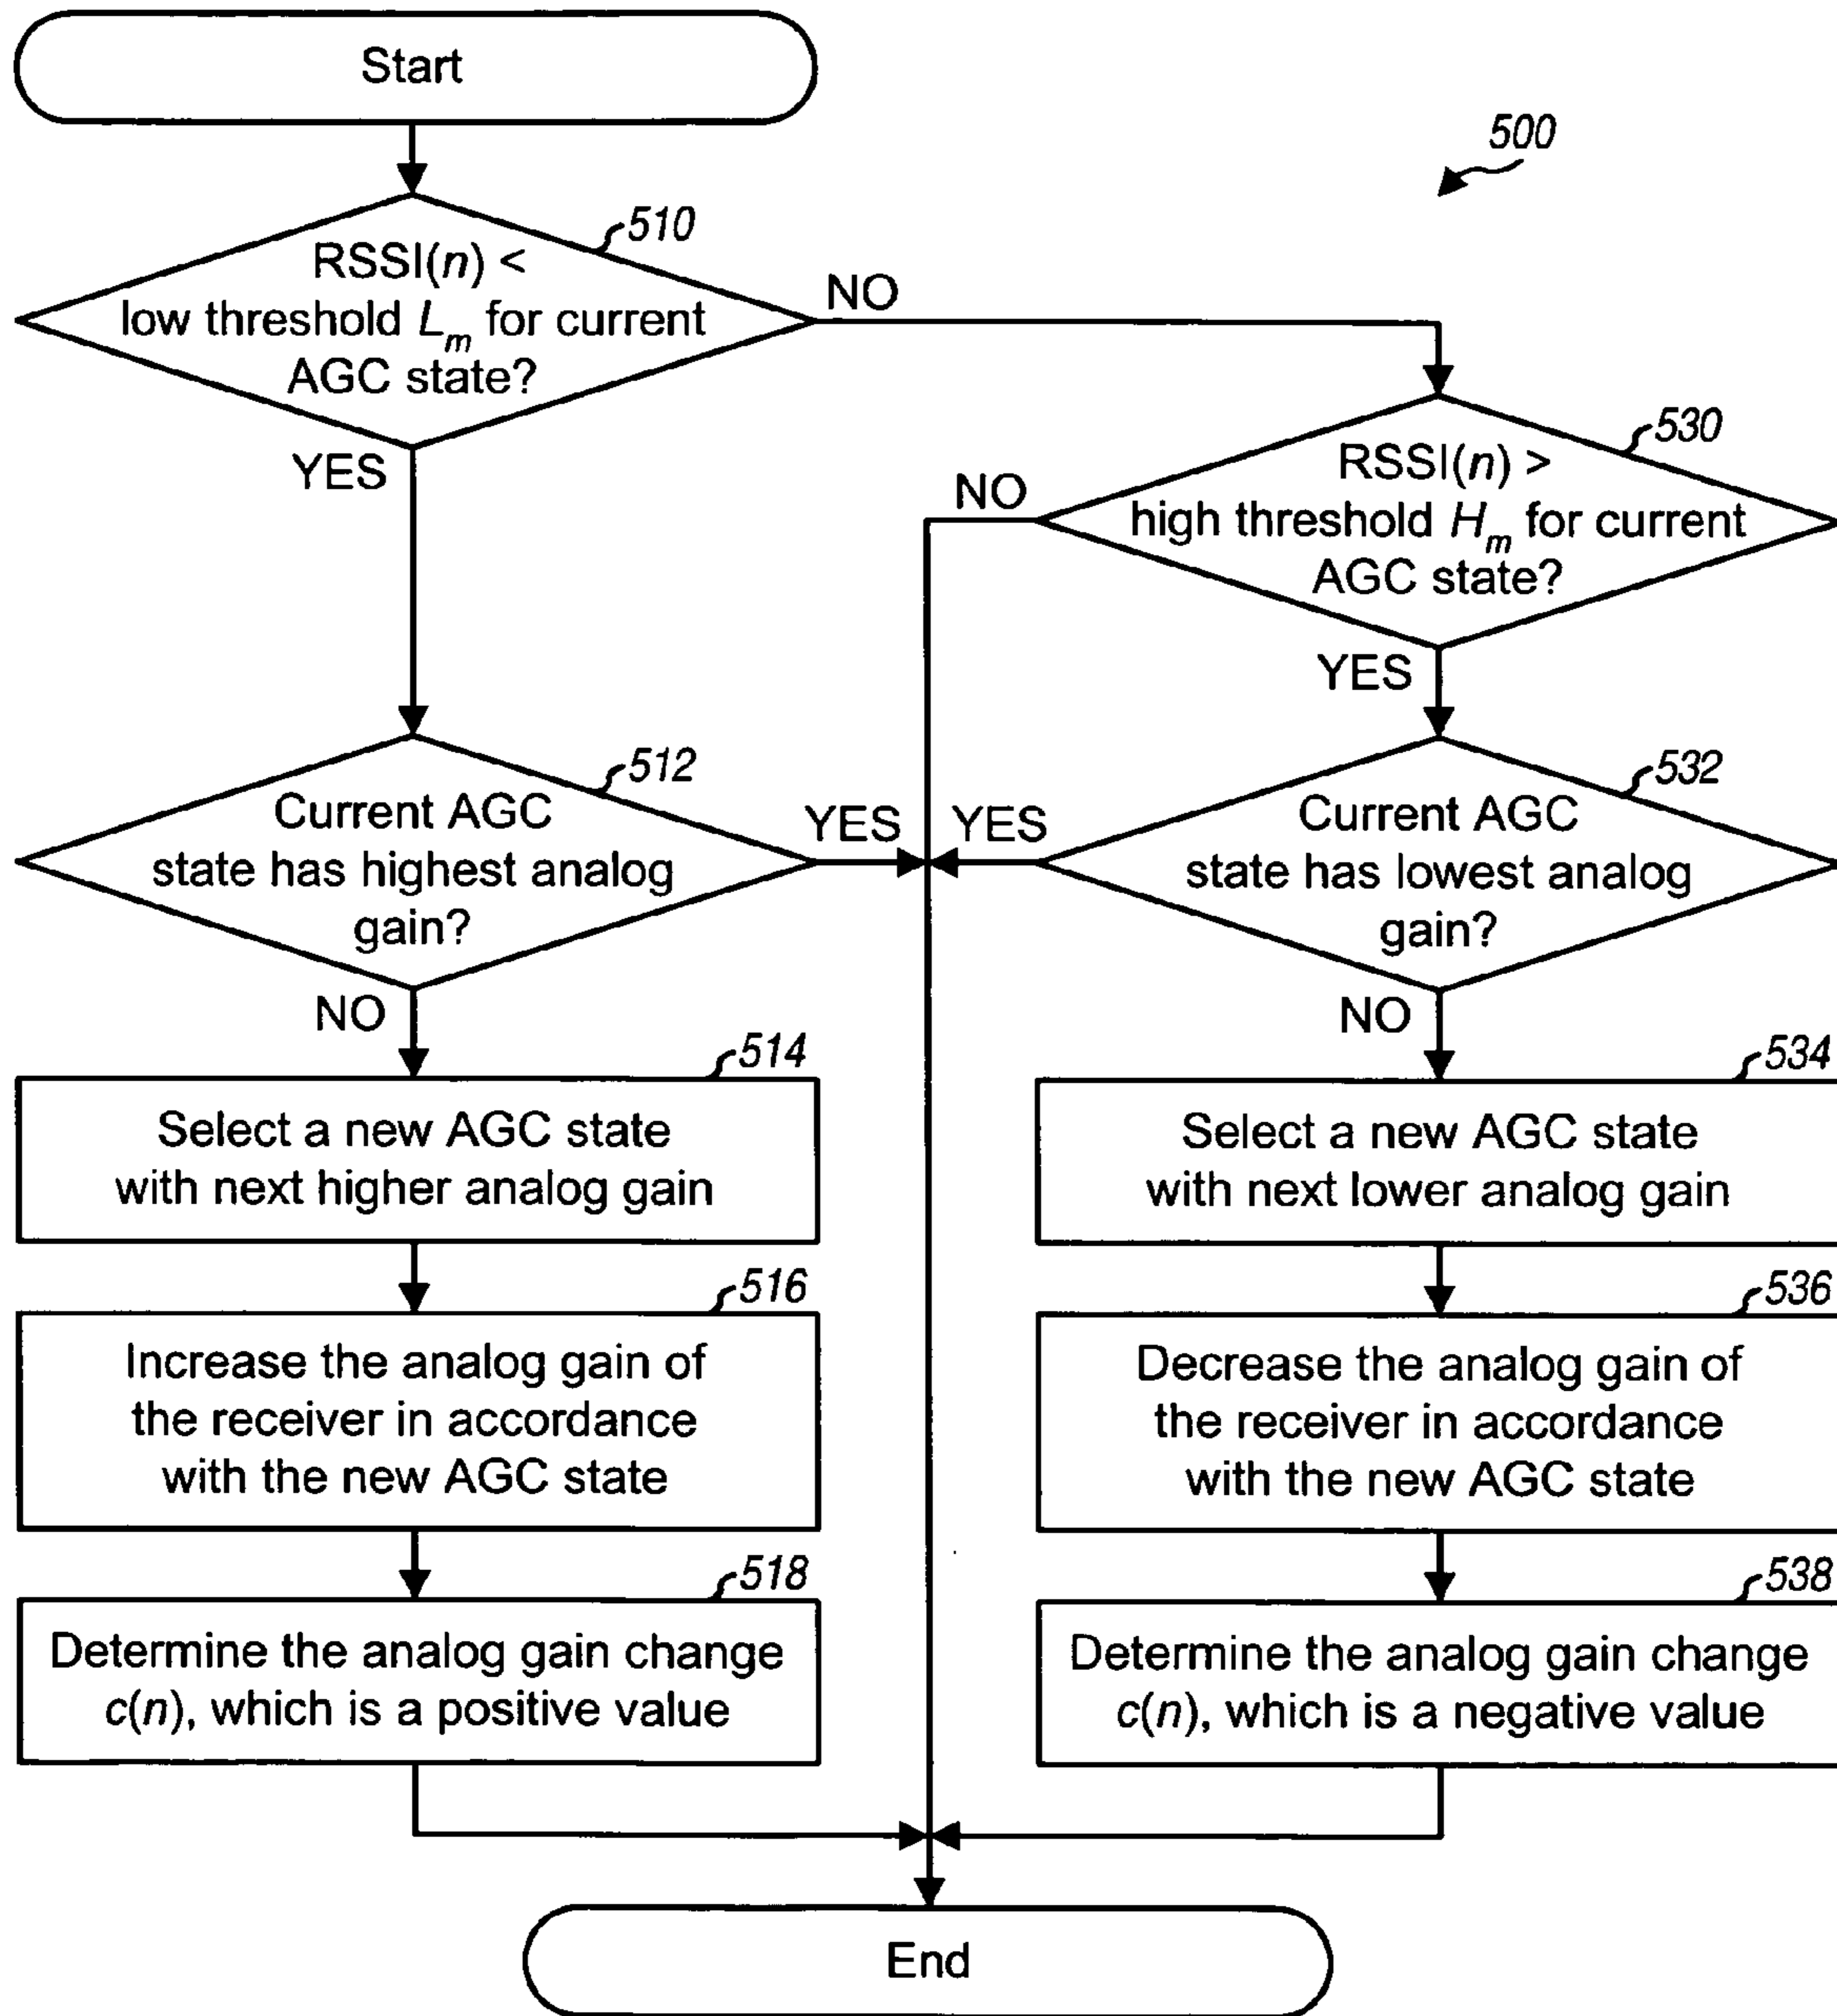 Start
500
510
RSSI(n) <
low threshold Lm for current
AGC state?
NO
YES
530
RSSI(n) >
high threshold Hm for current
AGC state?
NO
YES
512
Current AGC
state has highest analog
gain?
YES
NO
532
Current AGC
state has lowest analog
gain?
YES
NO
514
Select a new AGC state
with next higher analog gain
534
Select a new AGC state
with next lower analog gain
516
Increase the analog gain of
the receiver in accordance
with the new AGC state
536
Decrease the analog gain of
the receiver in accordance
with the new AGC state
518
Determine the analog gain change
c(n), which is a positive value
538
Determine the analog gain change
c(n), which is a negative value
End